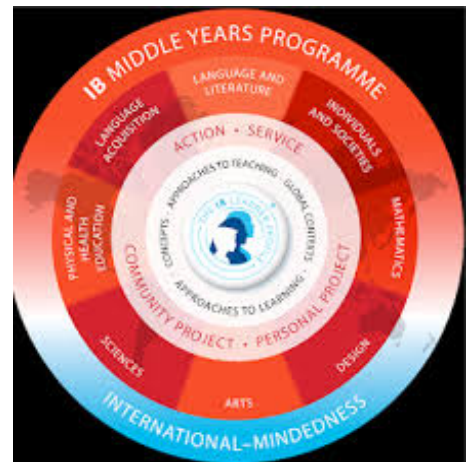 IB MIDDLE YEARS PROGRAMME
LANGUAGE AND
LITERATURE
INDIVIDUALS
AND SOCIETIES
MATHEMATICS
DESIGN
ARTS
SCIENCES
PHYSICAL AND
HEALTH
EDUCATION
LANGUAGE
ACQUISITION
ACTION • SERVICE
COMMUNITY PROJECT • PERSONAL PROJECT
APPROACHES TO TEACHING · GLOBAL CONTEXTS
· APPROACHES TO LEARNING ·
CONCEPTS ·
THE IB LEARNER PROFILE
INTERNATIONAL–MINDEDNESS